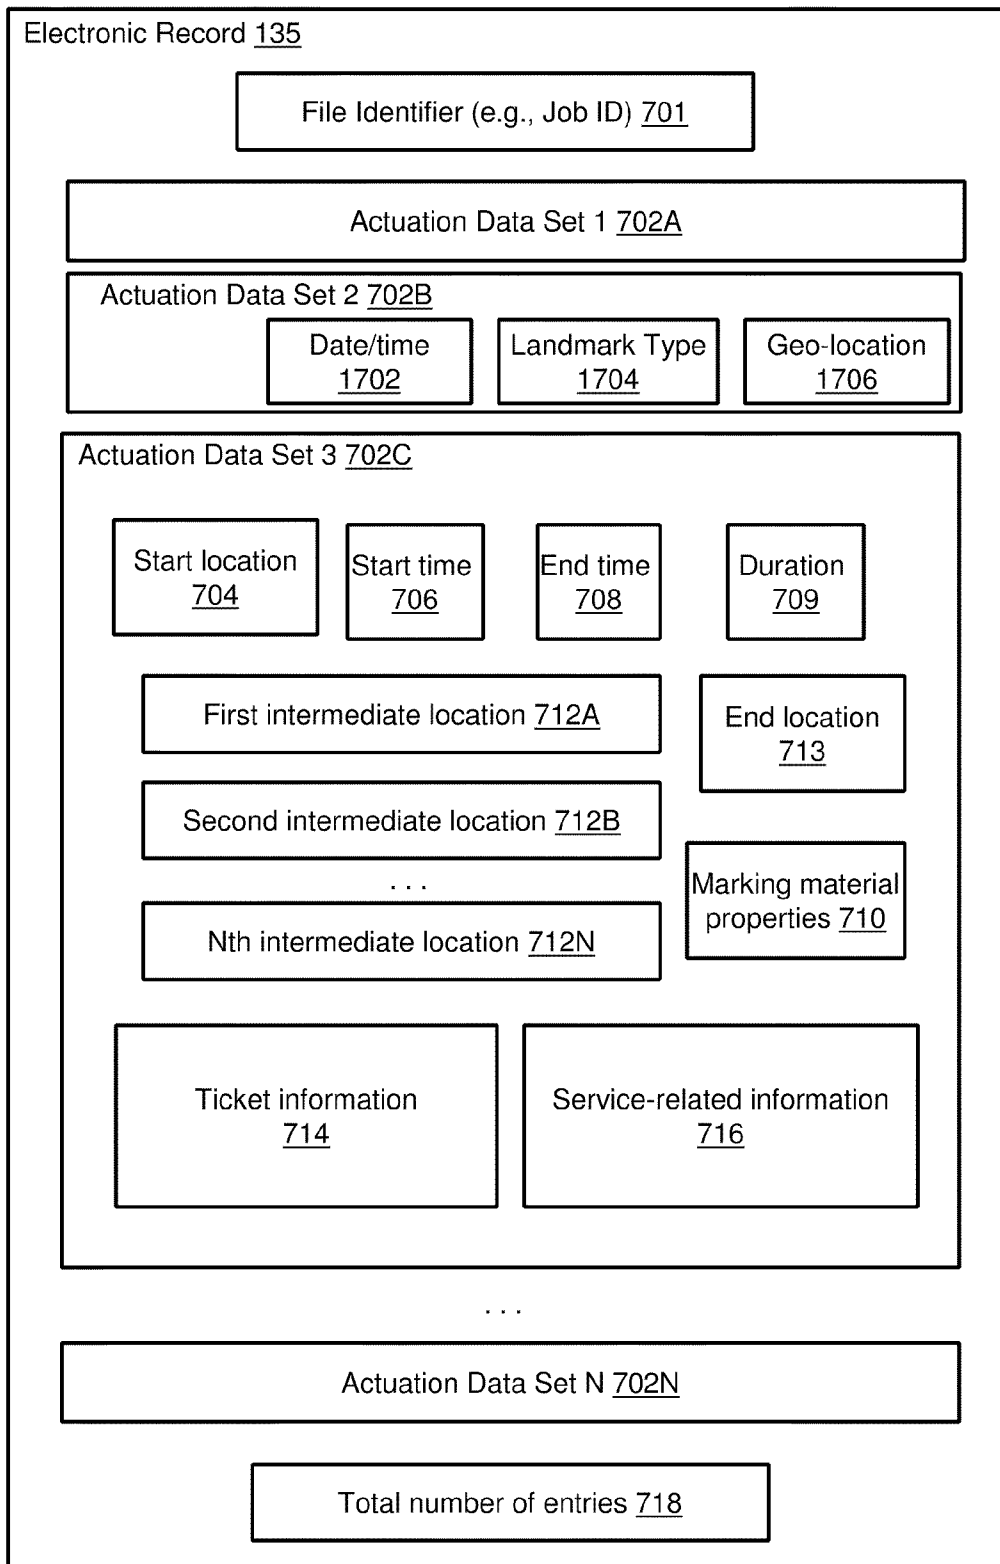 Electronic Record 135
File Identifier (e.g., Job ID) 701
Actuation Data Set 1 702A
Actuation Data Set 2 702B
Date/time
1702
Landmark Type
1704
Geo-location
1706
Actuation Data Set 3 702C
Start location
704
Start time
706
End time
708
Duration
709
First intermediate location 712A
End location
713
Second intermediate location 712B
. . .
Marking material
properties 710
Nth intermediate location 712N
Ticket information
714
Service-related information
716
. . .
Actuation Data Set N 702N
Total number of entries 718